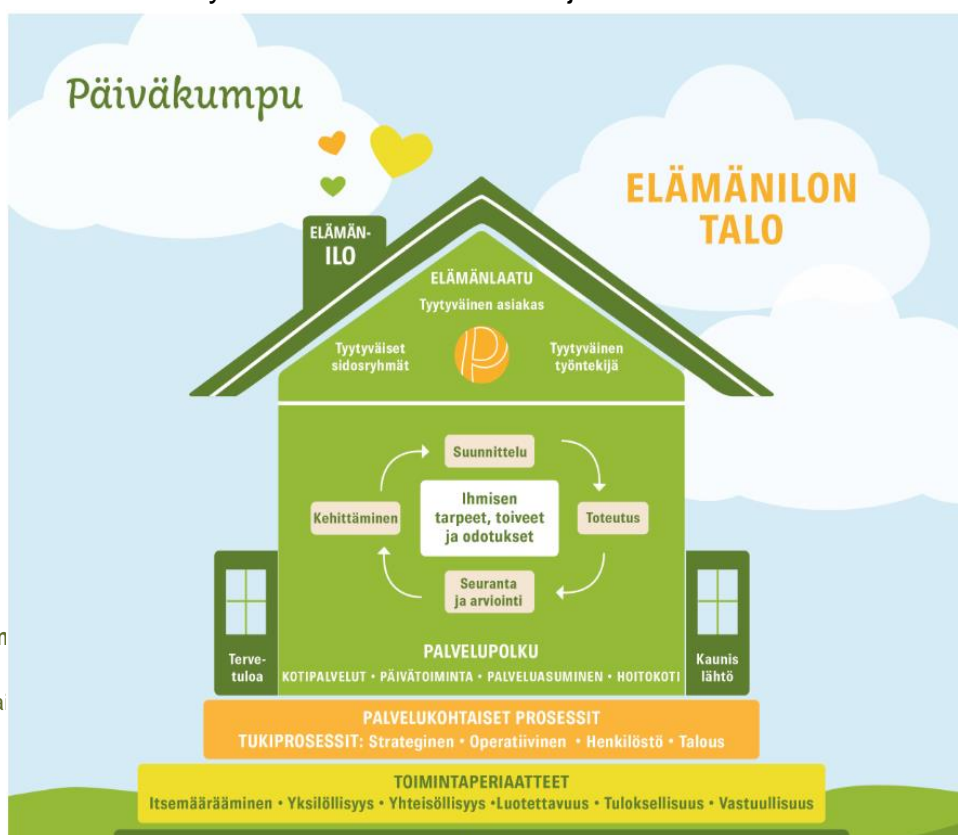 Päiväkumpu
ELÄMÄNILON
TALO
ELÄMÄN-
ILO
ELÄMÄNLAATU
Tyytyväinen asiakas
Tyytyväiset
sidosryhmät
Tyytyväinen
työntekijä
Suunnittelu
Kehittäminen
Ihmisen
tarpeet, toiveet
ja odotukset
Toteutus
Seuranta
ja arviointi
PALVELUPOLKU
KOTIPALVELUT • PÄIVÄTOIMINTA • PALVELUASUMINEN • HOITOKOTI
Terve-
tuloa
Kaunis
lähtö
PALVELUKOHTAISET PROSESSIT
TUKIPROSESSIT: Strateginen • Operatiivinen • Henkilöstö • Talous
TOIMINTAPERIAATTEET
Itsemäärääminen • Yksilöllisyys • Yhteisöllisyys •Luotettavuus • Tuloksellisuus • Vastuullisuus